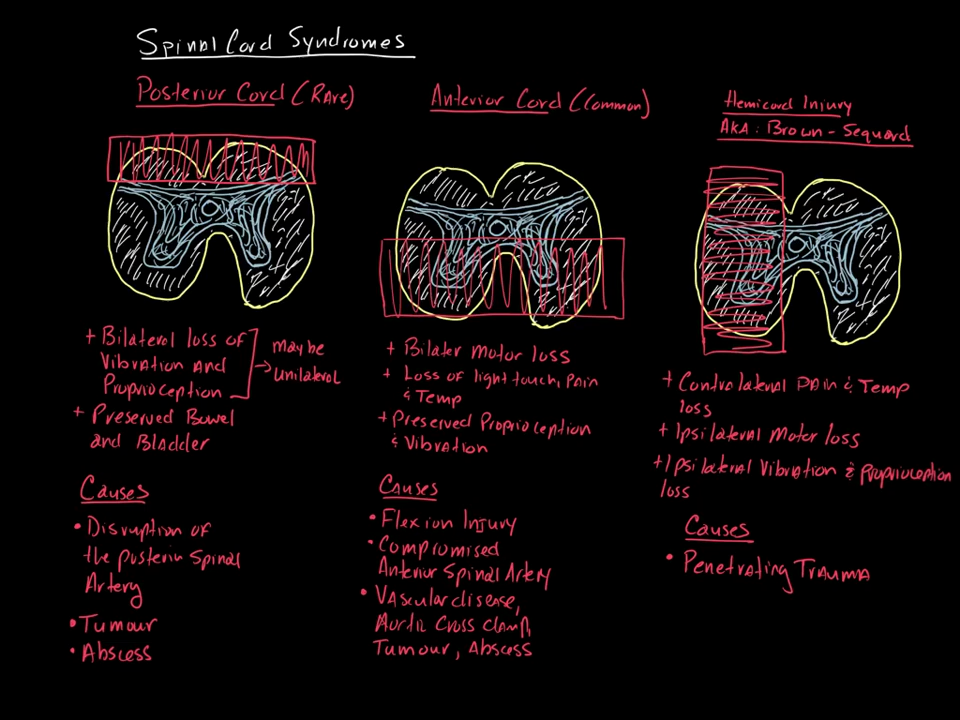 Spinal Cord Syndromes
Posterior Cord (Rare)
+ Bilateral loss of
Vibration and
Proprioception
maybe
→ unilateral
+ Preserved Bowel
and Bladder
Causes
• Disruption of
the posterior Spinal
Artery
• Tumour
• Abscess
Anterior Cord (Common)
+ Bilater Motor loss
+ Loss of light touch, Pain
& Temp
+ Preserved Proprioception
& Vibration
Causes
• Flexion Injury
• Compromised
Anterior Spinal Artery
• Vascular disease,
Aortic Cross clamp,
Tumour, Abscess
Hemicord Injury
AKA: Brown-Sequard
+ Contralateral PAin & Temp
loss
+ Ipsilateral Motor loss
+ Ipsilateral Vibration & proprioception
loss
Causes
• Penetrating Trauma